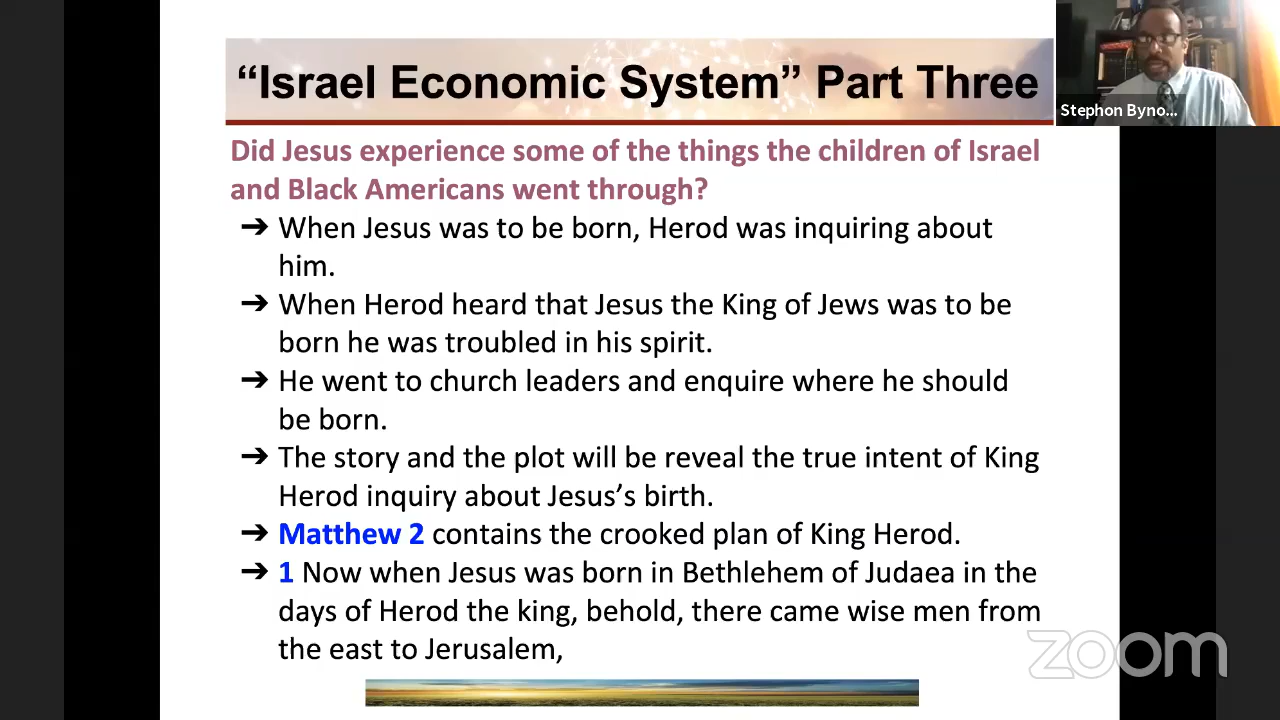 “Israel Economic System” Part Three
Stephon Byno...
Did Jesus experience some of the things the children of Israel
and Black Americans went through?
➔ When Jesus was to be born, Herod was inquiring about
him.
➔ When Herod heard that Jesus the King of Jews was to be
born he was troubled in his spirit.
➔ He went to church leaders and enquire where he should
be born.
➔ The story and the plot will be reveal the true intent of King
Herod inquiry about Jesus’s birth.
➔ Matthew 2 contains the crooked plan of King Herod.
➔ 1 Now when Jesus was born in Bethlehem of Judaea in the
days of Herod the king, behold, there came wise men from
the east to Jerusalem,
zoom